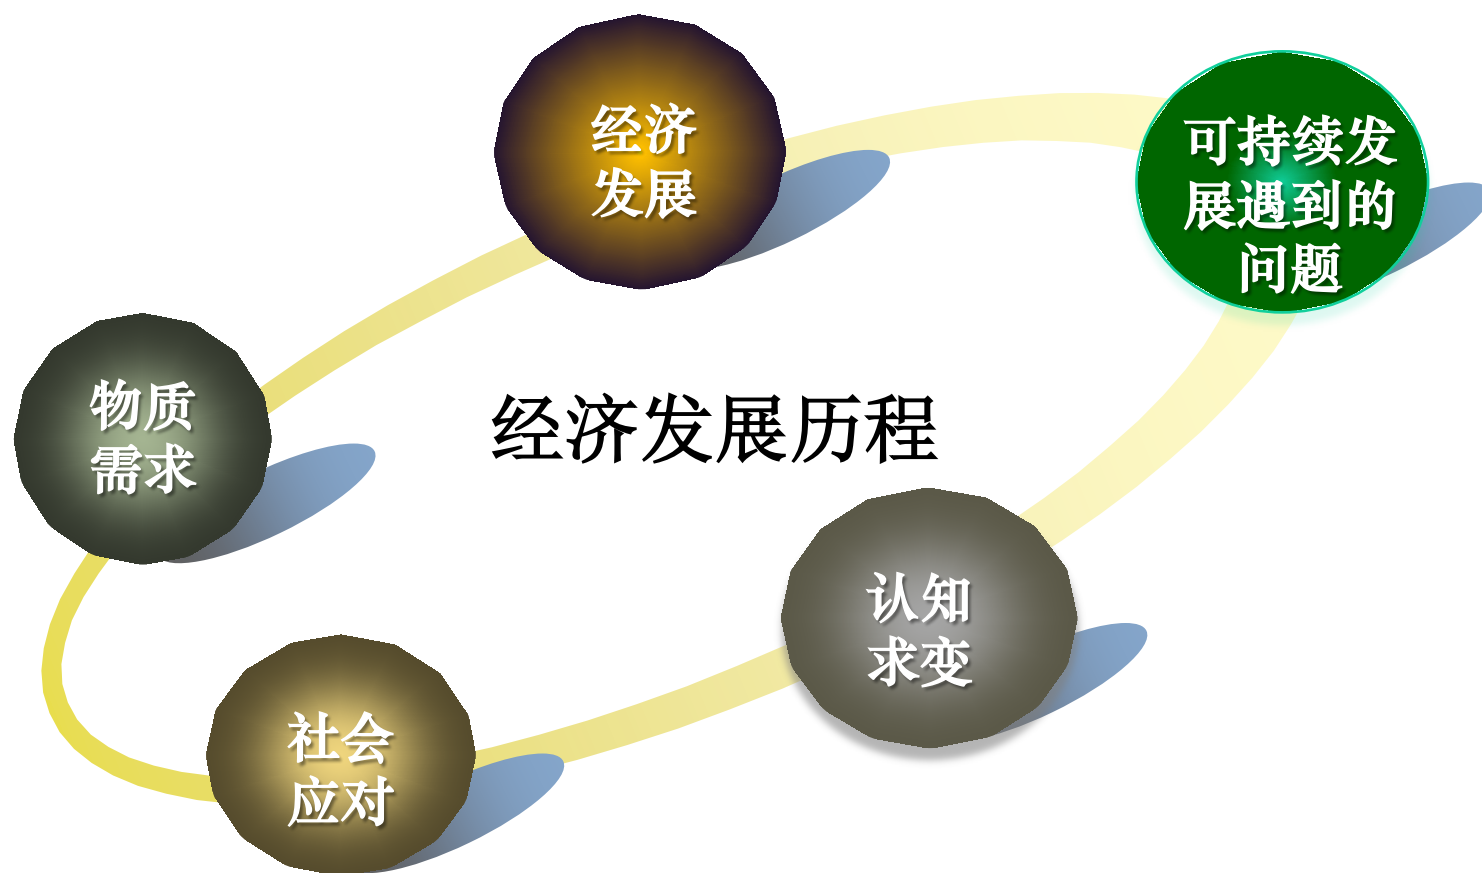 经济
发展
可持续发
展遇到的
问题
物质
需求
经济发展历程
认知
求变
社会
应对